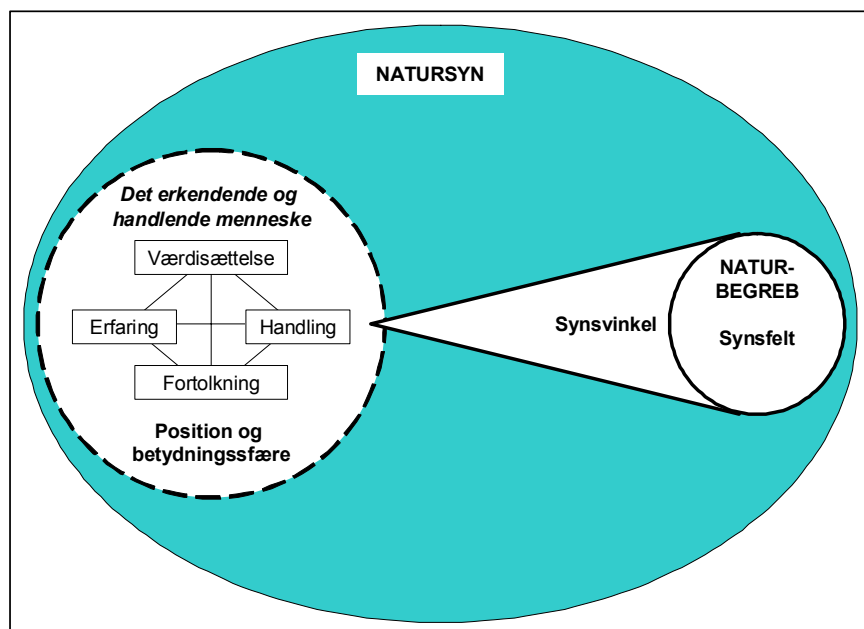 NATURSYN
Det erkendende og
handlende menneske
Værdisættelse
Erfaring
Handling
Fortolkning
Position og
betydningssfære
Synsvinkel
NATUR-
BEGREB
Synsfelt